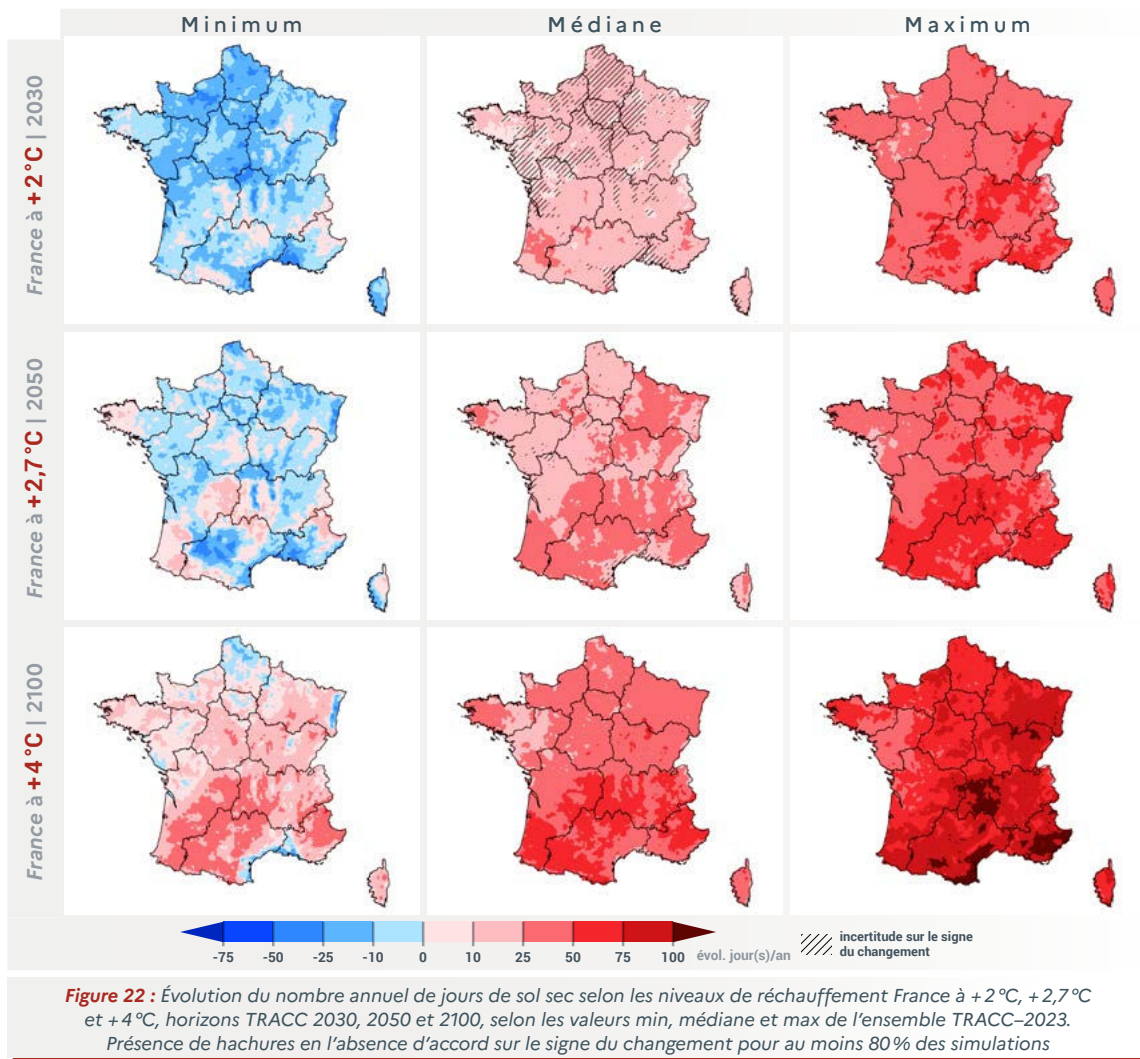 Minimum
Médiane
Maximum
France à +2°C | 2030
France à +2,7°C | 2050
France à +4°C | 2100
-75 -50 -25 -10 0 10 25 50 75 100 évol. jour(s)/an
incertitude sur le signe
du changement
Figure 22 : Évolution du nombre annuel de jours de sol sec selon les niveaux de réchauffement France à +2°C, +2,7°C
et +4°C, horizons TRACC 2030, 2050 et 2100, selon les valeurs min, médiane et max de l'ensemble TRACC–2023.
Présence de hachures en l'absence d'accord sur le signe du changement pour au moins 80% des simulations